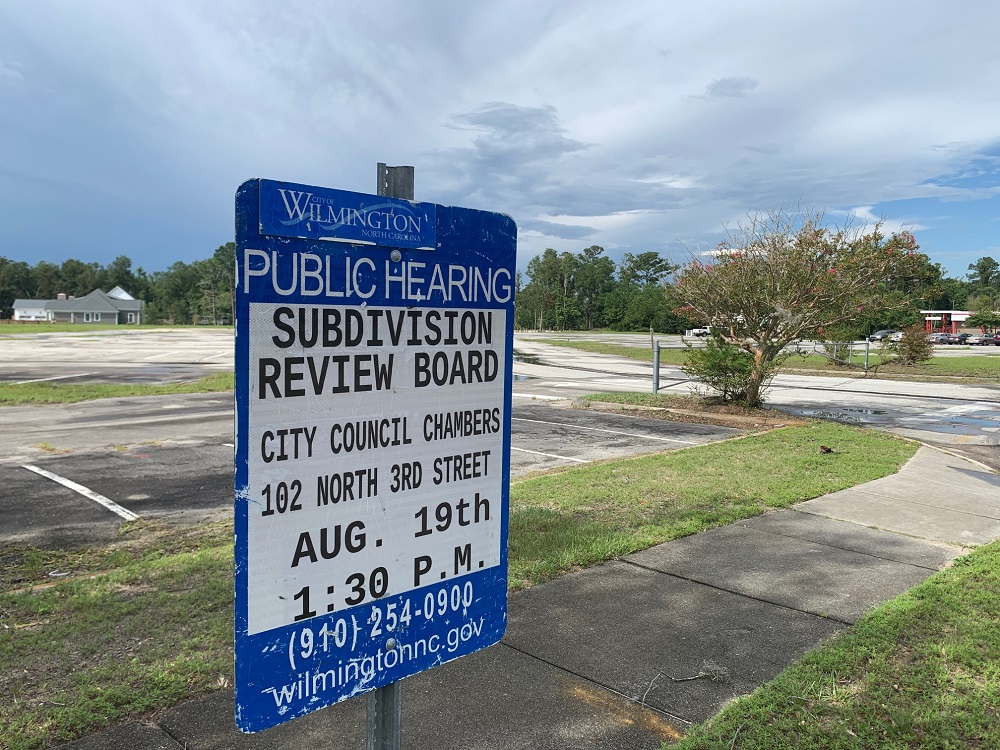 CITY OF
WILMINGTON
NORTH CAROLINA
PUBLIC HEARING
SUBDIVISION
REVIEW BOARD
CITY COUNCIL CHAMBERS
102 NORTH 3RD STREET
AUG. 19th
1:30 P.M.
(910) 254-0900
wilmingtonnc.gov